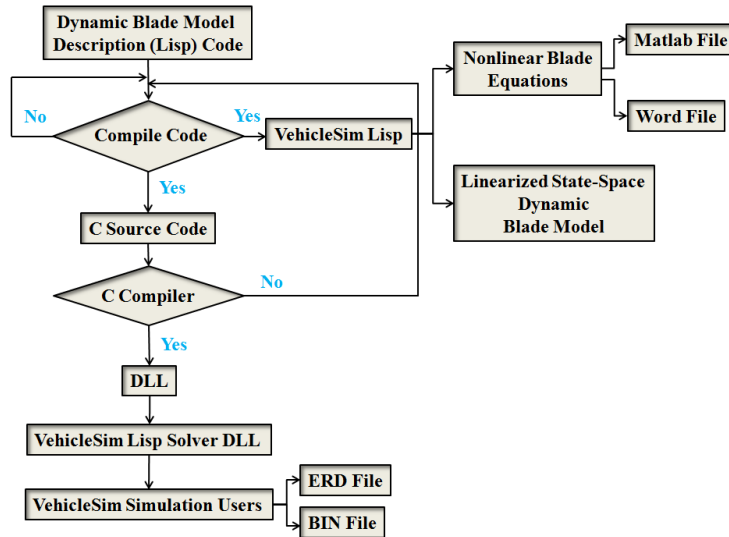 Dynamic Blade Model
Description (Lisp) Code
Matlab File
Nonlinear Blade
Equations
No
Yes
Compile Code
VehicleSim Lisp
Word File
Yes
Linearized State-Space
Dynamic
Blade Model
C Source Code
C Compiler
No
Yes
DLL
VehicleSim Lisp Solver DLL
ERD File
VehicleSim Simulation Users
BIN File